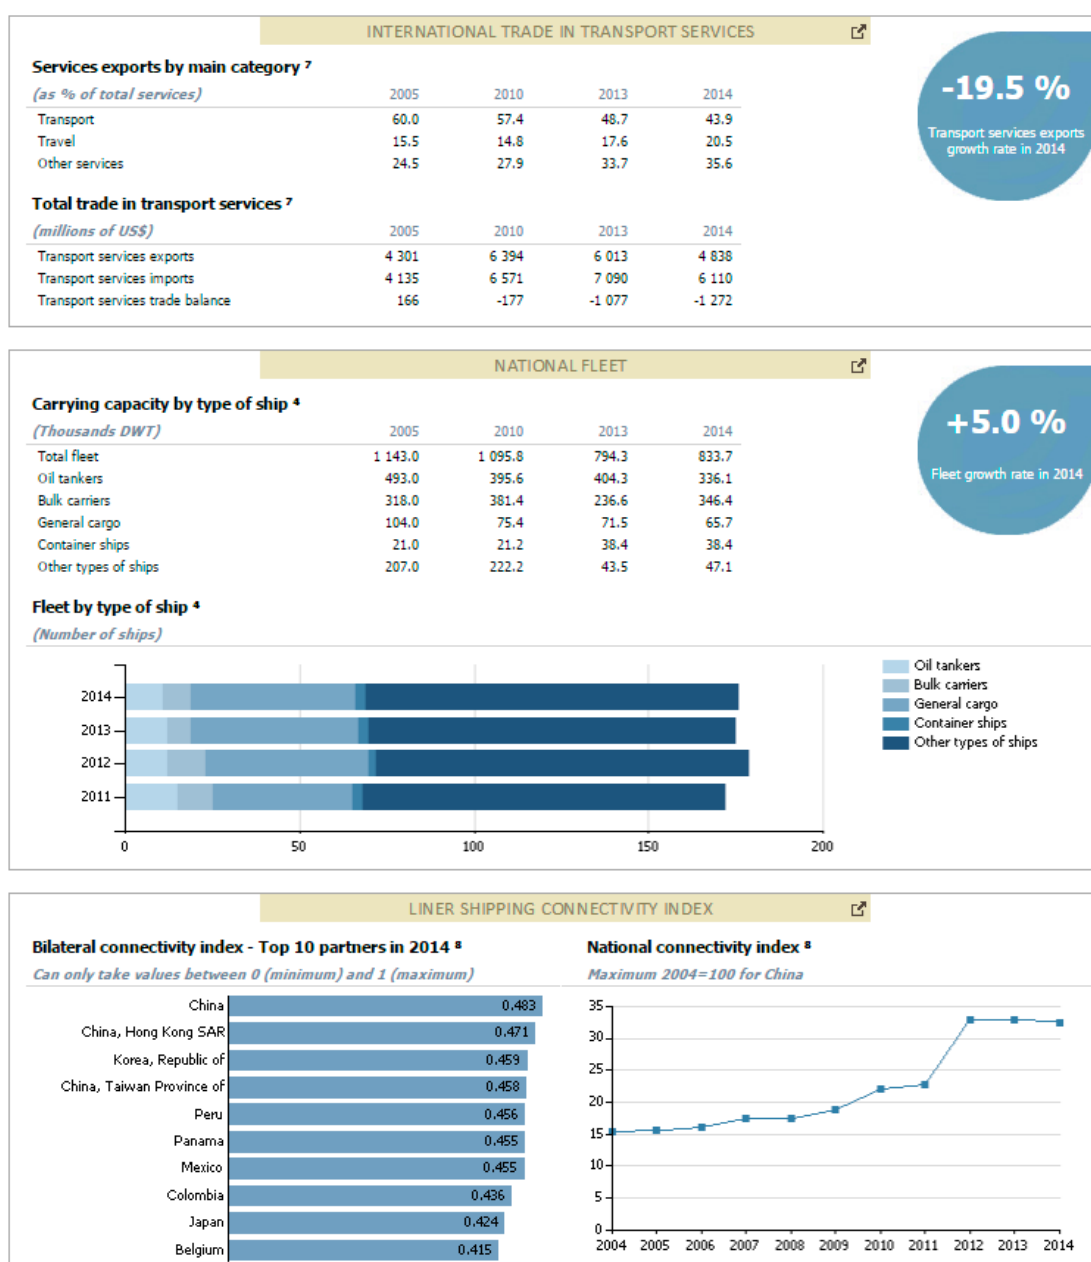 INTERNATIONAL TRADE IN TRANSPORT SERVICES
Services exports by main category 7
(as % of total services) 2005 2010 2013 2014
Transport 60.0 57.4 48.7 43.9
Travel 15.5 14.8 17.6 20.5
Other services 24.5 27.9 33.7 35.6
-19.5 %
Transport services exports
growth rate in 2014
Total trade in transport services 7
(millions of US$) 2005 2010 2013 2014
Transport services exports 4 301 6 394 6 013 4 838
Transport services imports 4 135 6 571 7 090 6 110
Transport services trade balance 166 -177 -1 077 -1 272
NATIONAL FLEET
Carrying capacity by type of ship 4
(Thousands DWT) 2005 2010 2013 2014
Total fleet 1 143.0 1 095.8 794.3 833.7
Oil tankers 493.0 395.6 404.3 336.1
Bulk carriers 318.0 381.4 236.6 346.4
General cargo 104.0 75.4 71.5 65.7
Container ships 21.0 21.2 38.4 38.4
Other types of ships 207.0 222.2 43.5 47.1
+5.0 %
Fleet growth rate in 2014
Fleet by type of ship 4
(Number of ships)
2014
2013
2012
2011
0 50 100 150 200
Oil tankers
Bulk carriers
General cargo
Container ships
Other types of ships
LINER SHIPPING CONNECTIVITY INDEX
Bilateral connectivity index - Top 10 partners in 2014 8
Can only take values between 0 (minimum) and 1 (maximum)
China 0.483
China, Hong Kong SAR 0.471
Korea, Republic of 0.459
China, Taiwan Province of 0.458
Peru 0.456
Panama 0.455
Mexico 0.455
Colombia 0.436
Japan 0.424
Belgium 0.415
National connectivity index 8
Maximum 2004=100 for China
35
30
25
20
15
10
5
0
2004 2005 2006 2007 2008 2009 2010 2011 2012 2013 2014